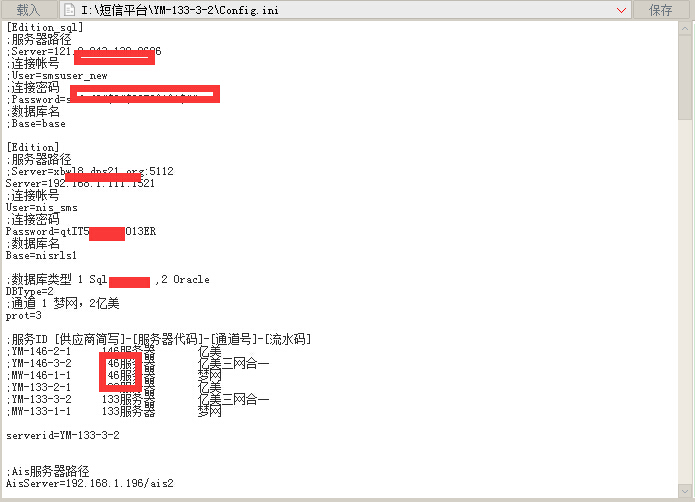 载入 I:\短信平台\YM-133-3-2\Config.ini 保存
[Edition_sql]
;服务器路径
;Server=121.
;连接帐号
;User=smsuser_new
;连接密码
;Password=s
;数据库名
;Base=base
[Edition]
;服务器路径
;Server=xbwl8.dns21.org:5112
Server=192.168.1.111:1521
;连接帐号
User=nis_sms
;连接密码
Password=qtIT5 013ER
;数据库名
Base=nisrls1
;数据库类型 1 Sql ,2 Oracle
DBType=2
;通道 1 梦网，2亿美
prot=3
;服务ID [供应商简写]-[服务器代码]-[通道号]-[流水码]
;YM-146-2-1 146服务器 亿美
;YM-146-3-2 46服务器 亿美三网合一
;MW-146-1-1 46服务器 梦网
;YM-133-2-1 服务器 亿美
;YM-133-3-2 133服务器 亿美三网合一
;MW-133-1-1 133服务器 梦网
serverid=YM-133-3-2
;Ais服务器路径
AisServer=192.168.1.196/ais2